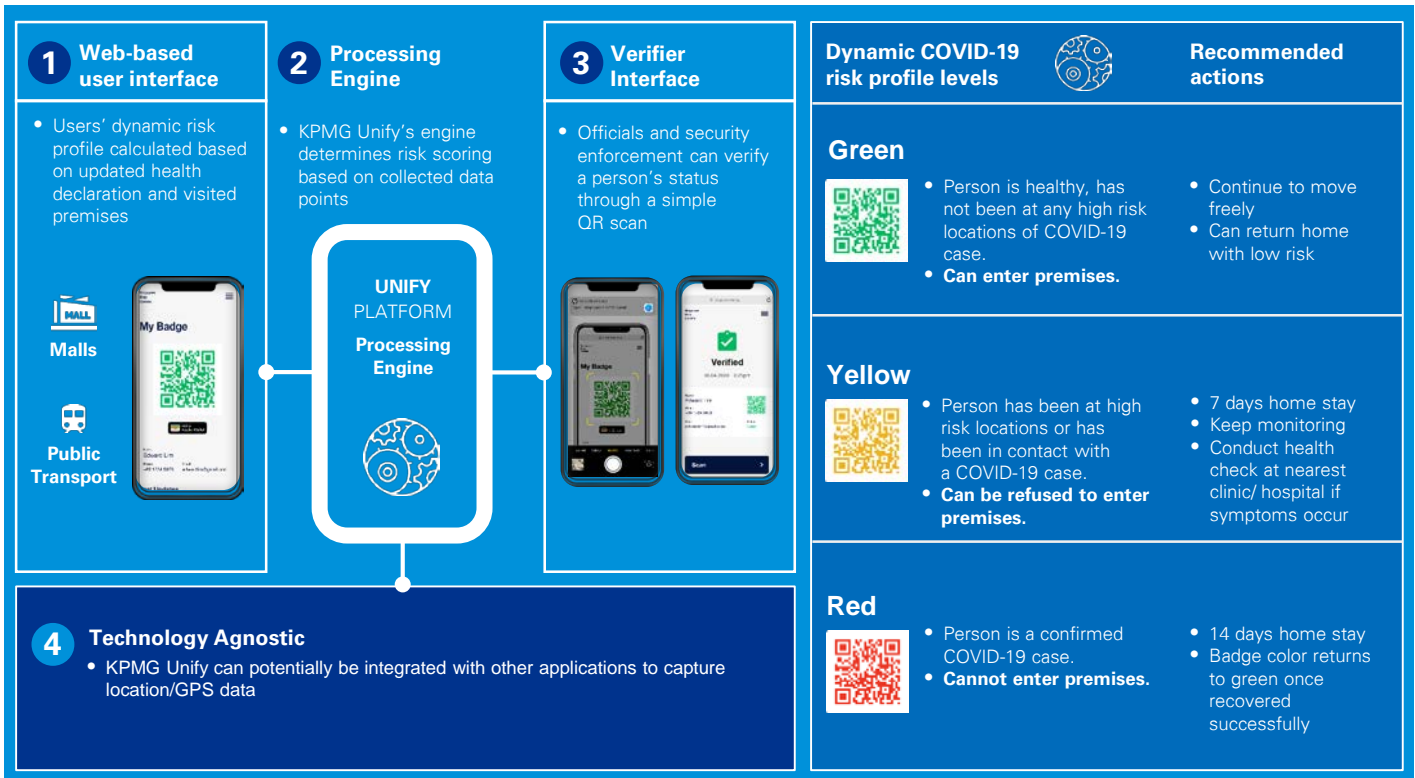 1
Web-based
user interface
• Users’ dynamic risk
profile calculated based
on updated health
declaration and visited
premises
MALL
Malls
Public
Transport
My Badge
2
Processing
Engine
• KPMG Unify’s engine
determines risk scoring
based on collected data
points
UNIFY
PLATFORM
Processing
Engine
3
Verifier
Interface
• Officials and security
enforcement can verify
a person’s status
through a simple
QR scan
My Badge
Verified
Scan
4
Technology Agnostic
• KPMG Unify can potentially be integrated with other applications to capture
location/GPS data
Dynamic COVID-19
risk profile levels
Recommended
actions
Green
• Person is healthy, has
not been at any high risk
locations of COVID-19
case.
• Can enter premises.
• Continue to move
freely
• Can return home
with low risk
Yellow
• Person has been at high
risk locations or has
been in contact with
a COVID-19 case.
• Can be refused to enter
premises.
• 7 days home stay
• Keep monitoring
• Conduct health
check at nearest
clinic/ hospital if
symptoms occur
Red
• Person is a confirmed
COVID-19 case.
• Cannot enter premises.
• 14 days home stay
• Badge color returns
to green once
recovered
successfully